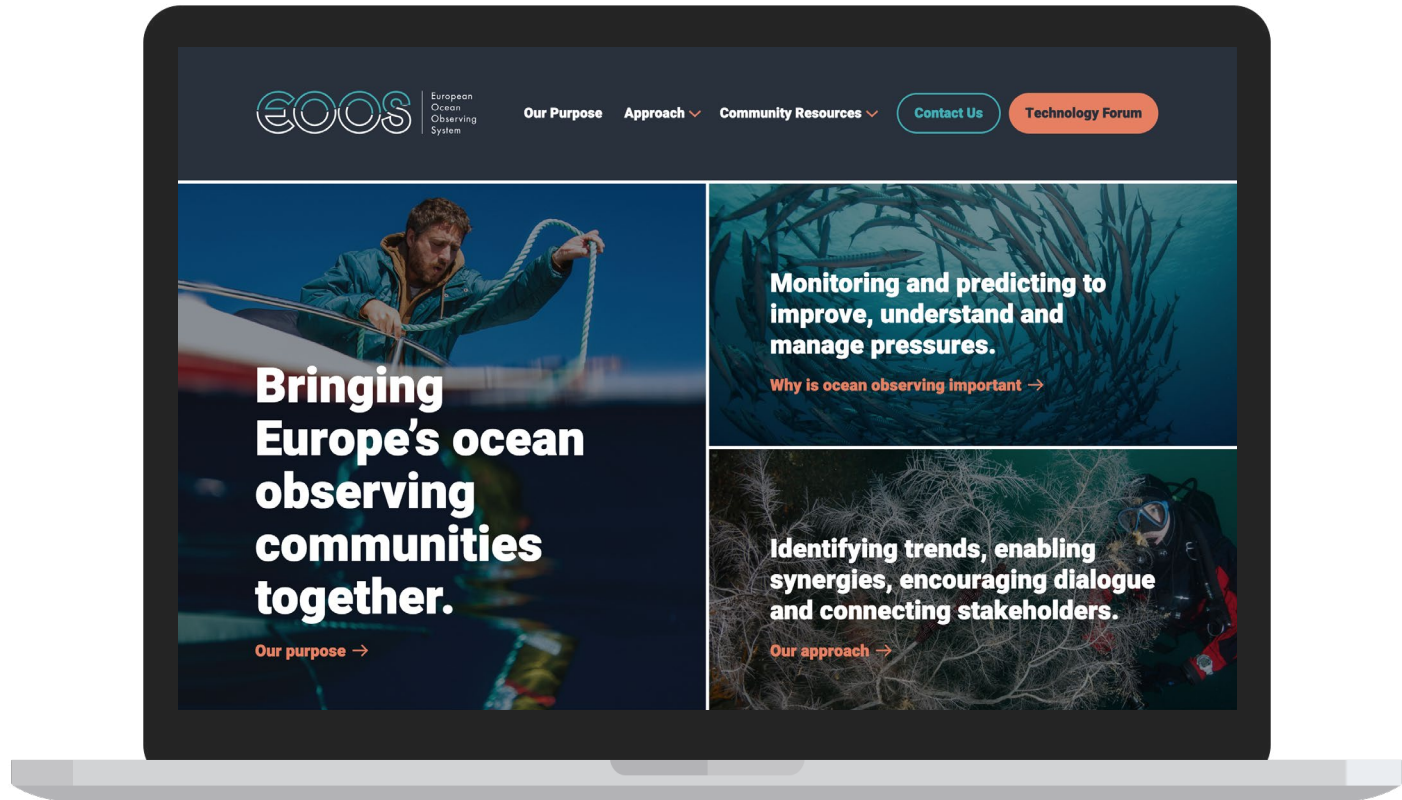 EOOS
European
Ocean
Observing
System
Our Purpose
Approach
Community Resources
Contact Us
Technology Forum
Bringing
Europe’s ocean
observing
communities
together.
Our purpose →
Monitoring and predicting to
improve, understand and
manage pressures.
Why is ocean observing important →
Identifying trends, enabling
synergies, encouraging dialogue
and connecting stakeholders.
Our approach →